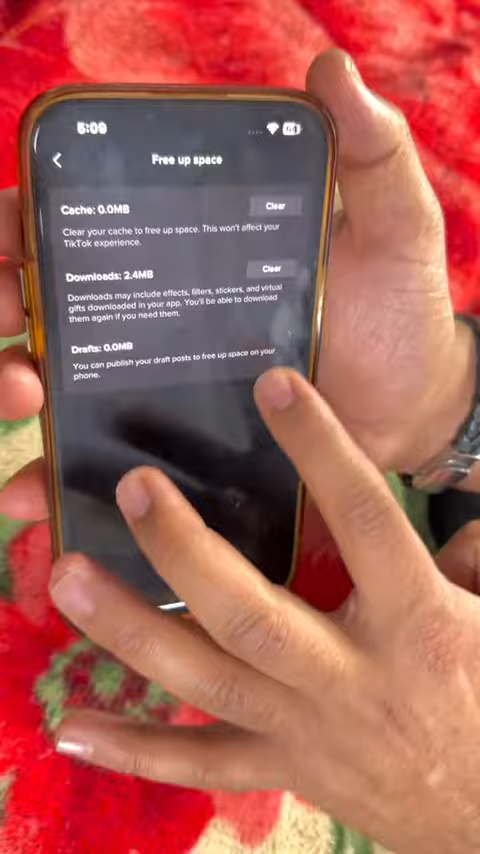 5:09
64
Free up space
Cache: 0.0MB
Clear
Clear your cache to free up space. This won't affect your
TikTok experience.
Downloads: 2.4MB
Clear
Downloads may include effects, filters, stickers, and virtual
gifts downloaded in your app. You'll be able to download
them again if you need them.
Drafts: 0.0MB
You can publish your draft posts to free up space on your
phone.